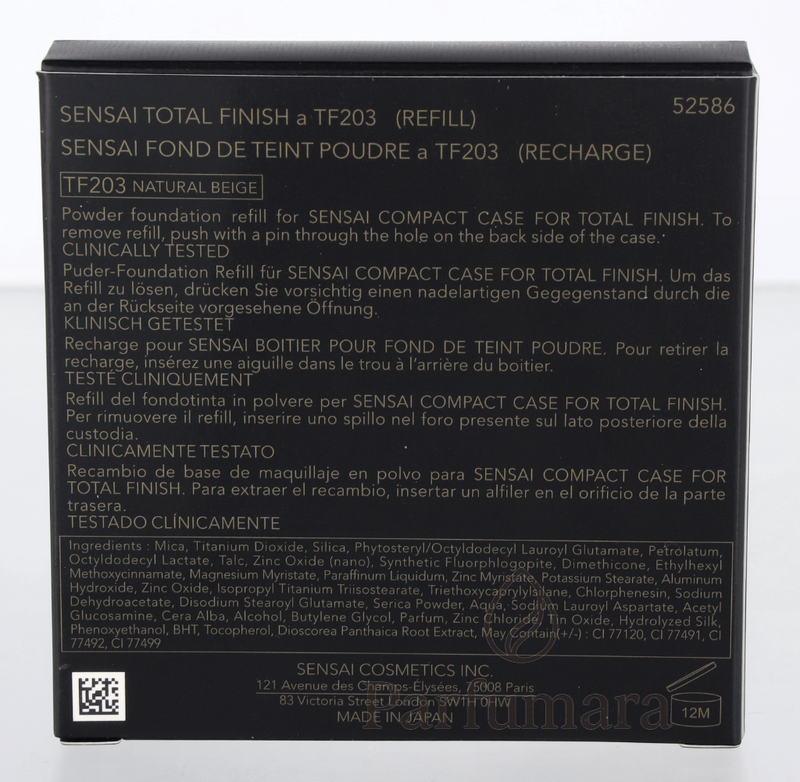 52586
SENSAI TOTAL FINISH a TF203 (REFILL)
SENSAI FOND DE TEINT POUDRE a TF203 (RECHARGE)
TF203 NATURAL BEIGE
Powder foundation refill for SENSAI COMPACT CASE FOR TOTAL FINISH. To
remove refill, push with a pin through the hole on the back side of the case.
CLINICALLY TESTED
Puder-Foundation Refill für SENSAI COMPACT CASE FOR TOTAL FINISH. Um das
Refill zu lösen, drücken Sie vorsichtig einen nadelartigen Gegegenstand durch die
an der Rückseite vorgesehene Öffnung.
KLINISCH GETESTET
Recharge pour SENSAI BOITIER POUR FOND DE TEINT POUDRE. Pour retirer la
recharge, insérez une aiguille dans le trou à l'arrière du boitier.
TESTÉ CLINIQUEMENT
Refill del fondotinta in polvere per SENSAI COMPACT CASE FOR TOTAL FINISH.
Per rimuovere il refill, inserire uno spillo nel foro presente sul lato posteriore della
custodia.
CLINICAMENTE TESTATO
Recambio de base de maquillaje en polvo para SENSAI COMPACT CASE FOR
TOTAL FINISH. Para extraer el recambio, insertar un alfiler en el orificio de la parte
trasera.
TESTADO CLÍNICAMENTE
Ingredients : Mica, Titanium Dioxide, Silica, Phytosteryl/Octyldodecyl Lauroyl Glutamate, Petrolatum,
Octyldodecyl Lactate, Talc, Zinc Oxide (nano), Synthetic Fluorphlogopite, Dimethicone, Ethylhexyl
Methoxycinnamate, Magnesium Myristate, Paraffinum Liquidum, Zinc Myristate, Potassium Stearate, Aluminum
Hydroxide, Zinc Oxide, Isopropyl Titanium Triisostearate, Triethoxycaprylylsilane, Chlorphenesin, Sodium
Dehydroacetate, Disodium Stearoyl Glutamate, Serica Powder, Aqua, Sodium Lauroyl Aspartate, Acetyl
Glucosamine, Cera Alba, Alcohol, Butylene Glycol, Parfum, Zinc Chloride, Tin Oxide, Hydrolyzed Silk,
Phenoxyethanol, BHT, Tocopherol, Dioscorea Panthaica Root Extract, May Contain(+/-) : CI 77120, CI 77491, CI
77492, CI 77499
SENSAI COSMETICS INC.
121 Avenue des Champs-Élysées, 75008 Paris
83 Victoria Street London SW1H 0HW
MADE IN JAPAN
12M
Parfumara